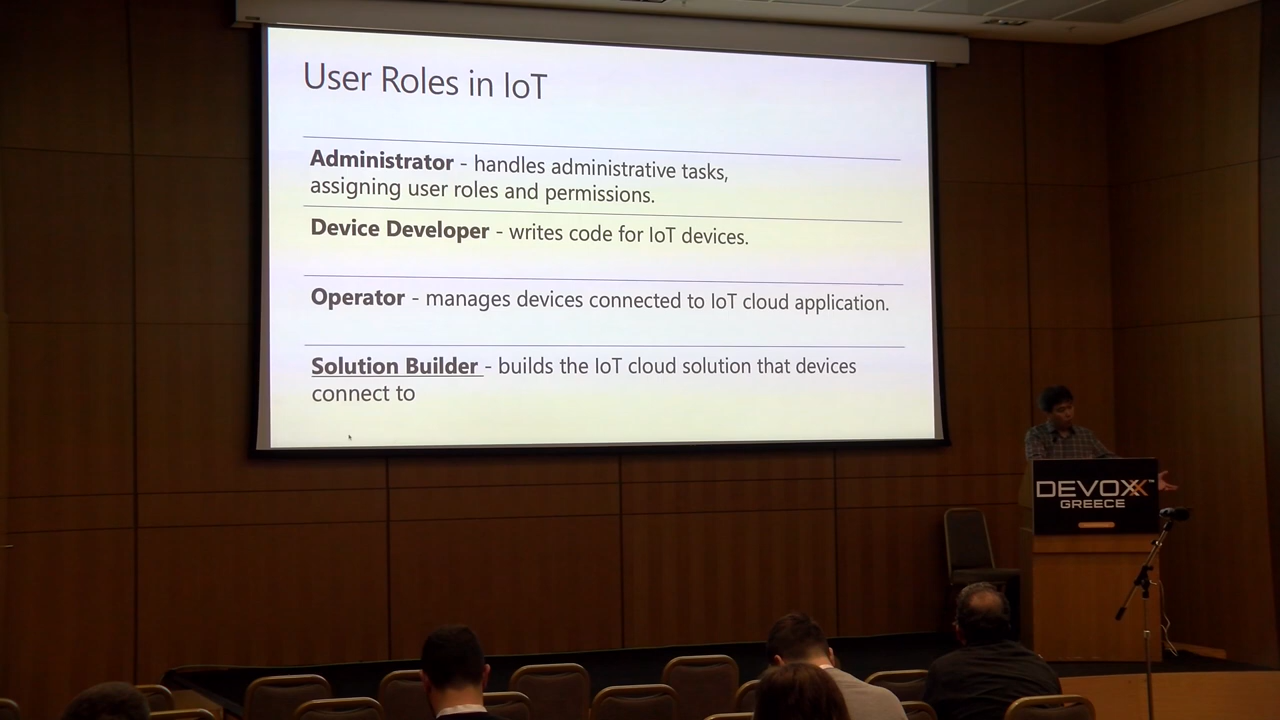 User Roles in IoT
Administrator - handles administrative tasks,
assigning user roles and permissions.
Device Developer - writes code for IoT devices.
Operator - manages devices connected to IoT cloud application.
Solution Builder - builds the IoT cloud solution that devices
connect to
DEVOXX™
GREECE